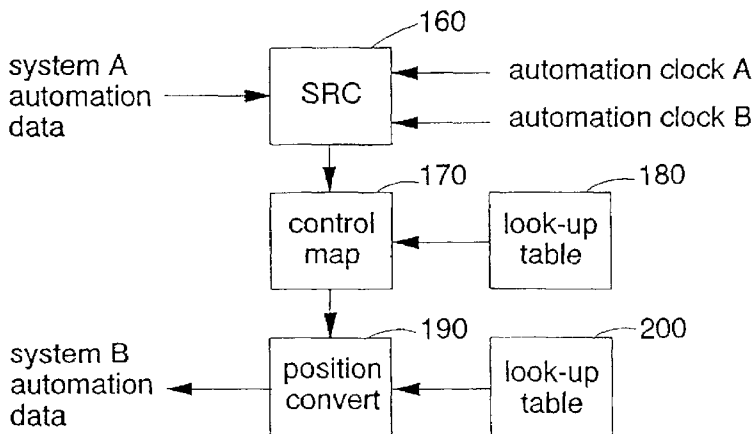 160
system A
automation
data
SRC
automation clock A
automation clock B
170
180
control
map
look-up
table
190
200
system B
automation
data
position
convert
look-up
table